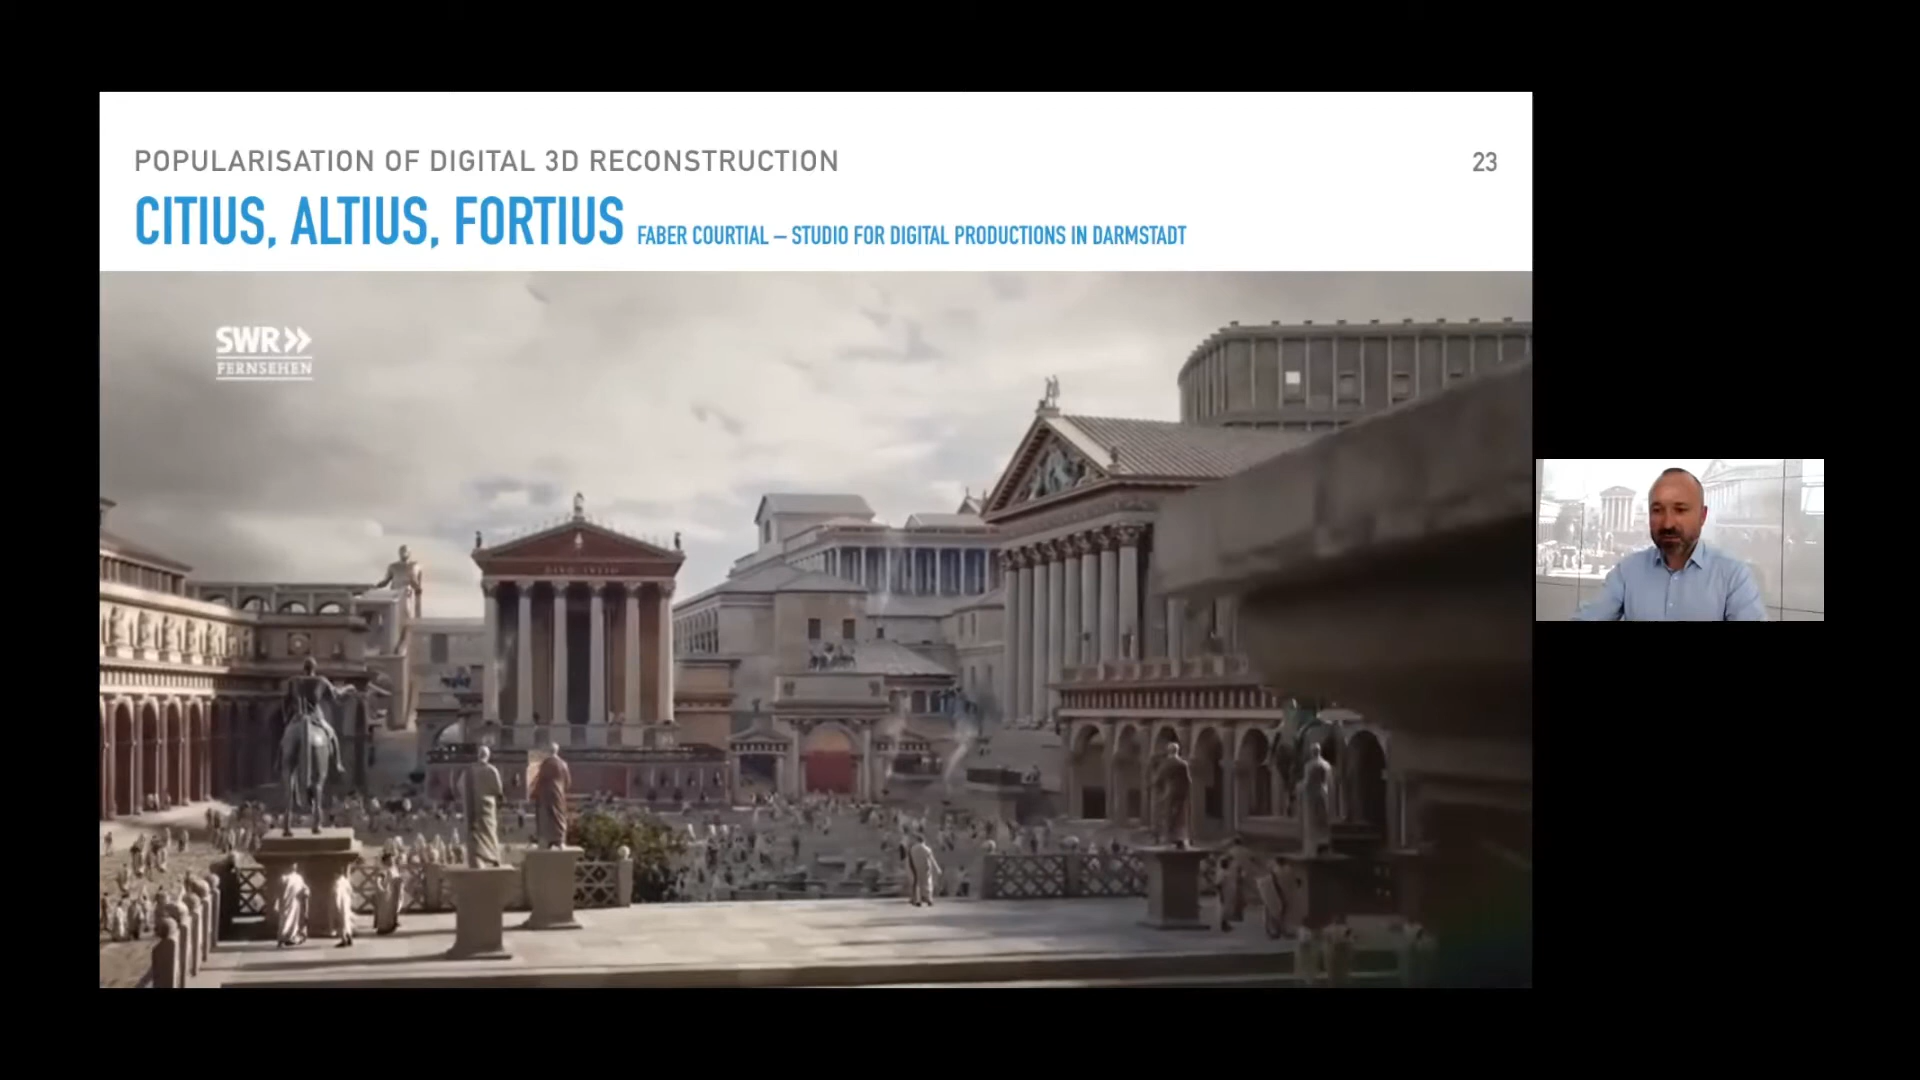 POPULARISATION OF DIGITAL 3D RECONSTRUCTION
23
CITIUS, ALTIUS, FORTIUS FABER COURTIAL – STUDIO FOR DIGITAL PRODUCTIONS IN DARMSTADT
SWR»
FERNSEHEN